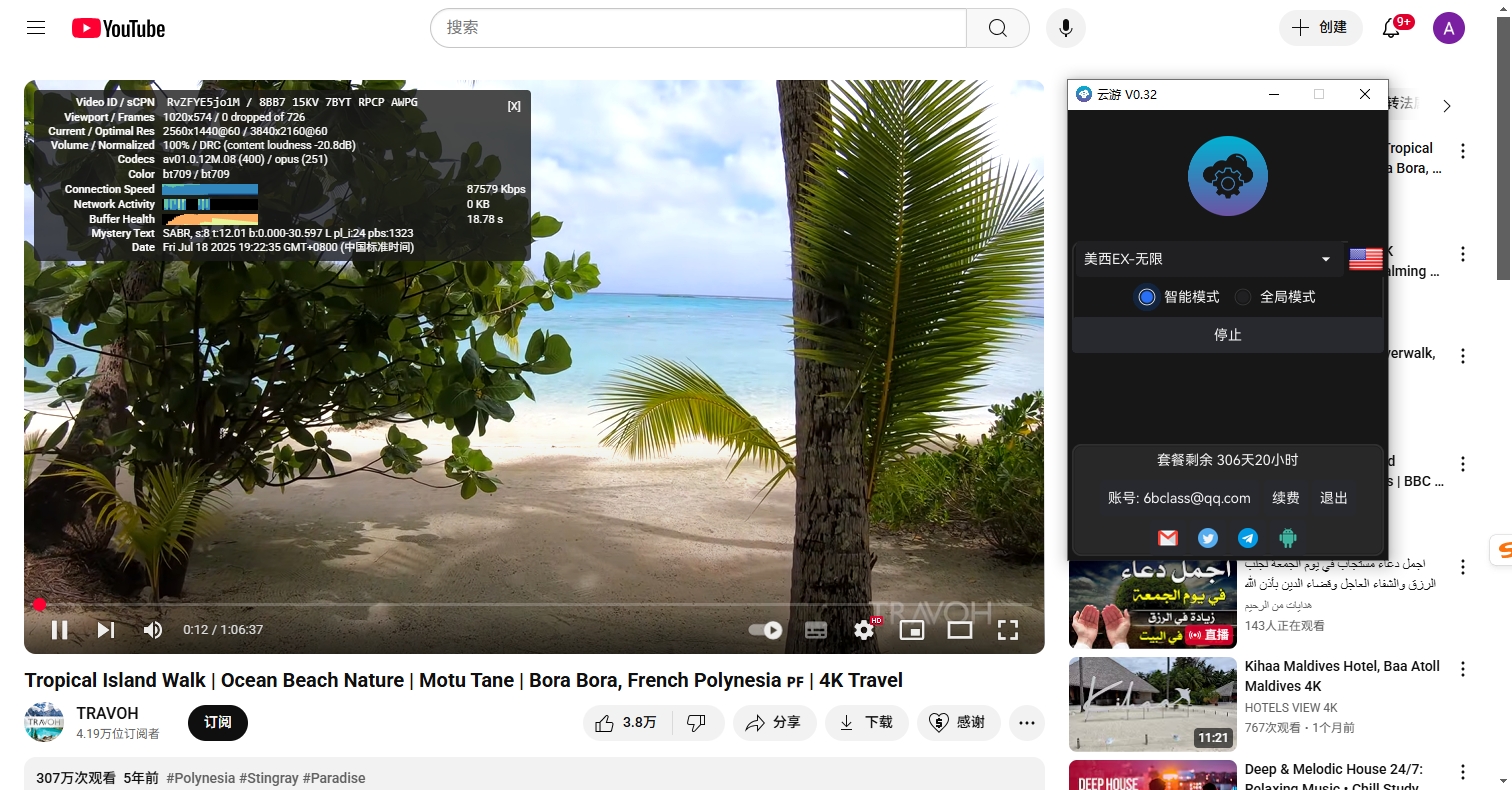 YouTube
搜索
创建
9+
A
Video ID / sCPN RvZFYE5jo1M / 8BB7 15KV 7BYT RPCP AWPG
[X]
Viewport / Frames 1020x574 / 0 dropped of 726
Current / Optimal Res 2560x1440@60 / 3840x2160@60
Volume / Normalized 100% / DRC (content loudness -20.8dB)
Codecs av01.0.12M.08 (400) / opus (251)
Color bt709 / bt709
Connection Speed 87579 Kbps
Network Activity 0 KB
Buffer Health 18.78 s
Mystery Text SABR, s:8 t:12.01 b:0.000-30.597 L pl_i:24 pbs:1323
Date Fri Jul 18 2025 19:22:35 GMT+0800 (中国标准时间)
TRAVOH
0:12 / 1:06:37
HD
Tropical Island Walk | Ocean Beach Nature | Motu Tane | Bora Bora, French Polynesia PF | 4K Travel
TRAVOH
TRAVOH
4.19万位订阅者
订阅
3.8万
分享
下载
感谢
307万次观看 5年前 #Polynesia #Stingray #Paradise
云游 V0.32
美西EX-无限
智能模式
全局模式
停止
套餐剩余 306天20小时
账号: 6bclass@qq.com 续费 退出
转法
Tropical
a Bora, ...
K
alming ...
verwalk,
d
s | BBC ...
اجمل دعاء
في يوم الجمعة
زيادة في الرزق
في البيت
直播
اجمل دعاء مستجاب في يوم الجمعة لجلب
الرزق والشفاء العاجل وقضاء الدين بأذن الله
هدايات من الرحيم
143人正在观看
11:21
Kihaa Maldives Hotel, Baa Atoll
Maldives 4K
HOTELS VIEW 4K
767次观看 • 1个月前
DEEP HOUSE
Deep & Melodic House 24/7:
Relaxing Music • Chill Study